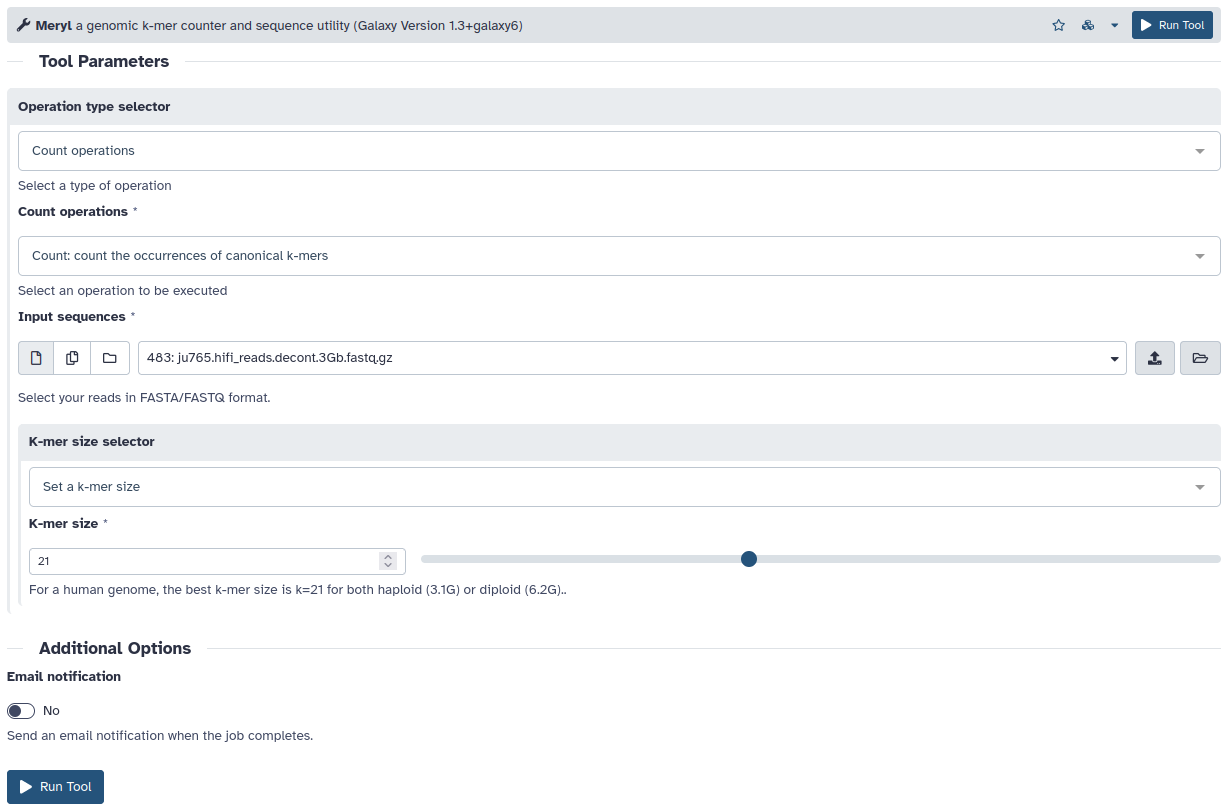 Meryl a genomic k-mer counter and sequence utility (Galaxy Version 1.3+galaxy6)
Run Tool
Tool Parameters
Operation type selector
Count operations
Select a type of operation
Count operations *
Count: count the occurrences of canonical k-mers
Select an operation to be executed
Input sequences *
483: ju765.hifi_reads.decont.3Gb.fastq.gz
Select your reads in FASTA/FASTQ format.
K-mer size selector
Set a k-mer size
K-mer size *
21
For a human genome, the best k-mer size is k=21 for both haploid (3.1G) or diploid (6.2G)..
Additional Options
Email notification
No
Send an email notification when the job completes.
Run Tool